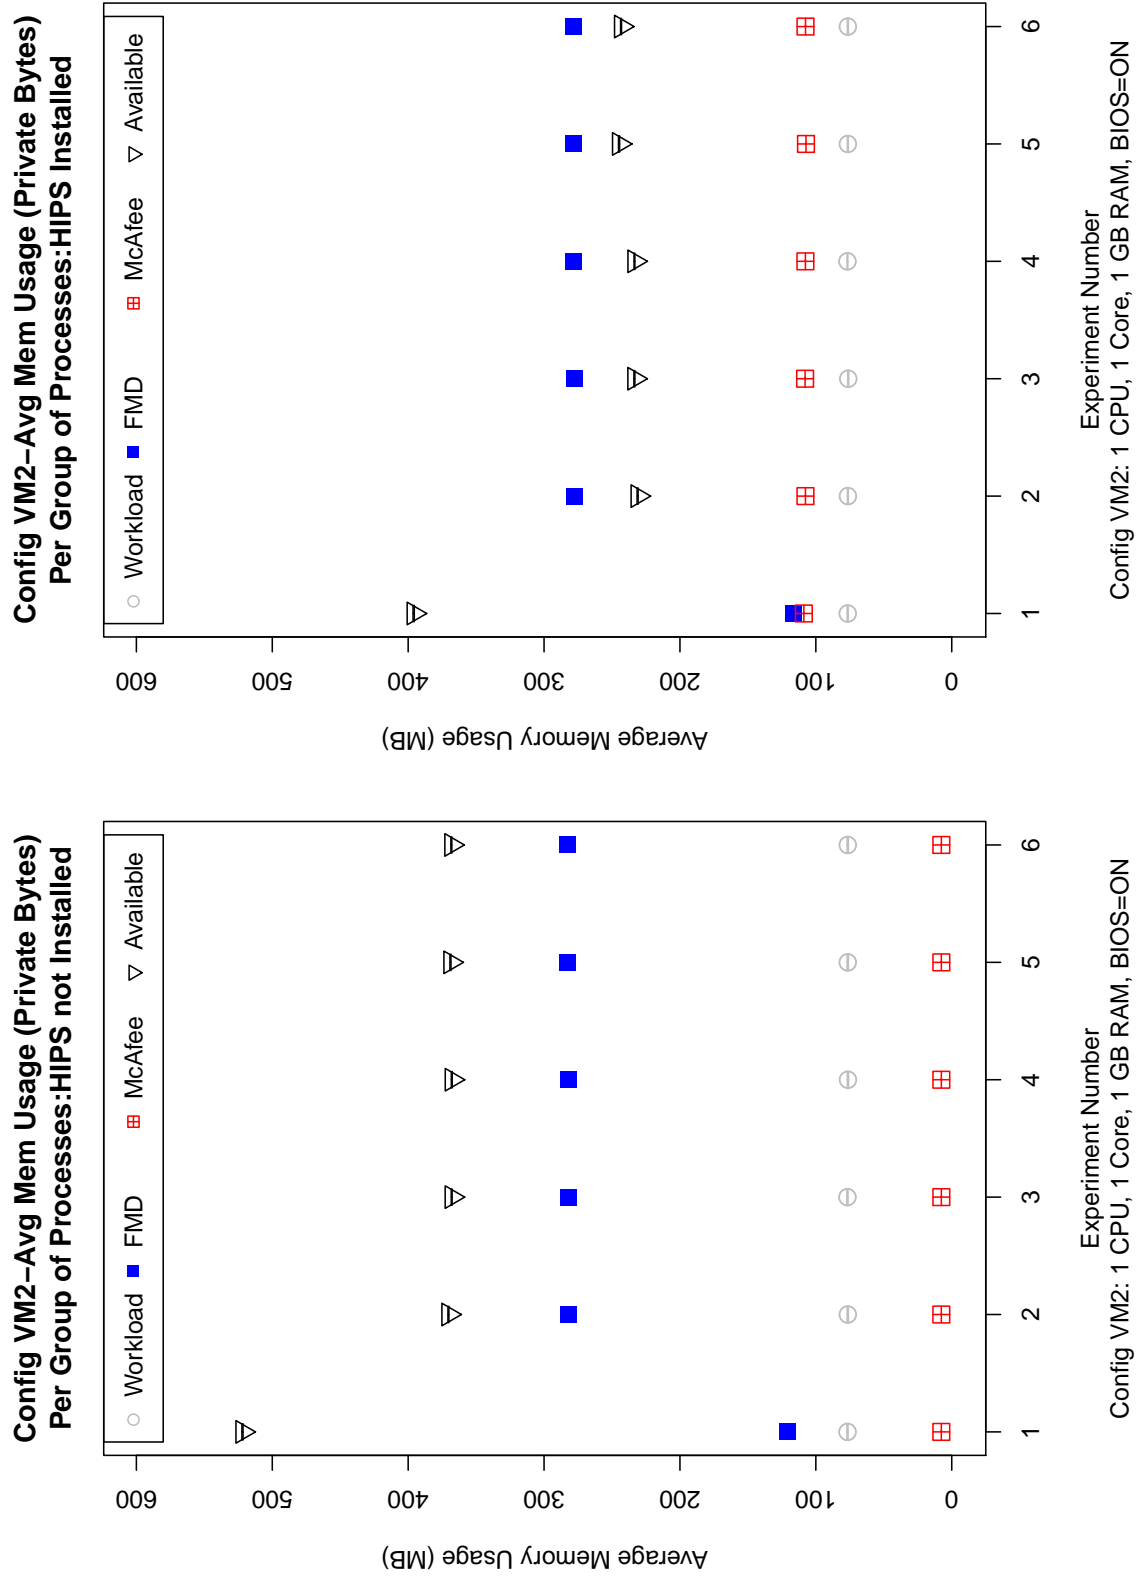 Config VM2−Avg Mem Usage (Private Bytes)
Per Group of Processes:HIPS not Installed
Workload FMD McAfee Available
Average Memory Usage (MB)
600
500
400
300
200
100
0
1 2 3 4 5 6
Experiment Number
Config VM2: 1 CPU, 1 Core, 1 GB RAM, BIOS=ON
Config VM2−Avg Mem Usage (Private Bytes)
Per Group of Processes:HIPS Installed
Workload FMD McAfee Available
Average Memory Usage (MB)
600
500
400
300
200
100
0
1 2 3 4 5 6
Experiment Number
Config VM2: 1 CPU, 1 Core, 1 GB RAM, BIOS=ON